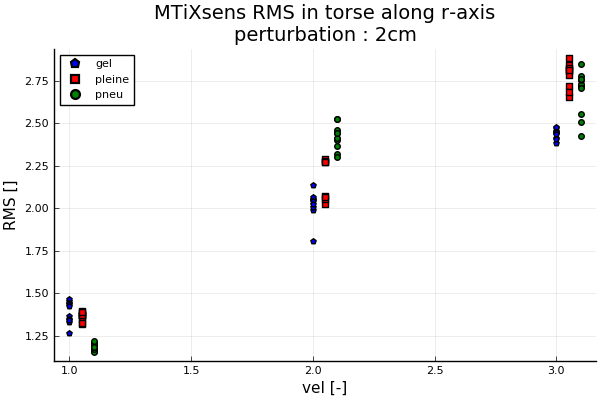 MTiXsens RMS in torse along r-axis
perturbation : 2cm
gel
pleine
pneu
RMS []
2.75
2.50
2.25
2.00
1.75
1.50
1.25
1.0
1.5
2.0
2.5
3.0
vel [-]